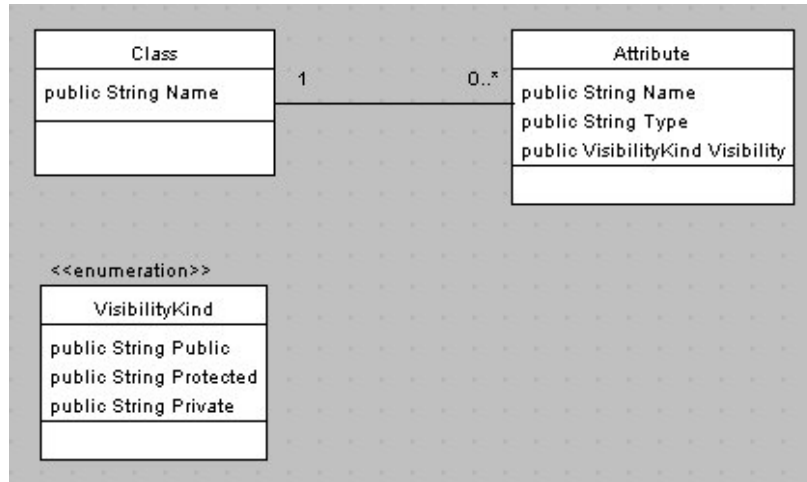 Class
public String Name
1
0..*
Attribute
public String Name
public String Type
public VisibilityKind Visibility
<<enumeration>>
VisibilityKind
public String Public
public String Protected
public String Private